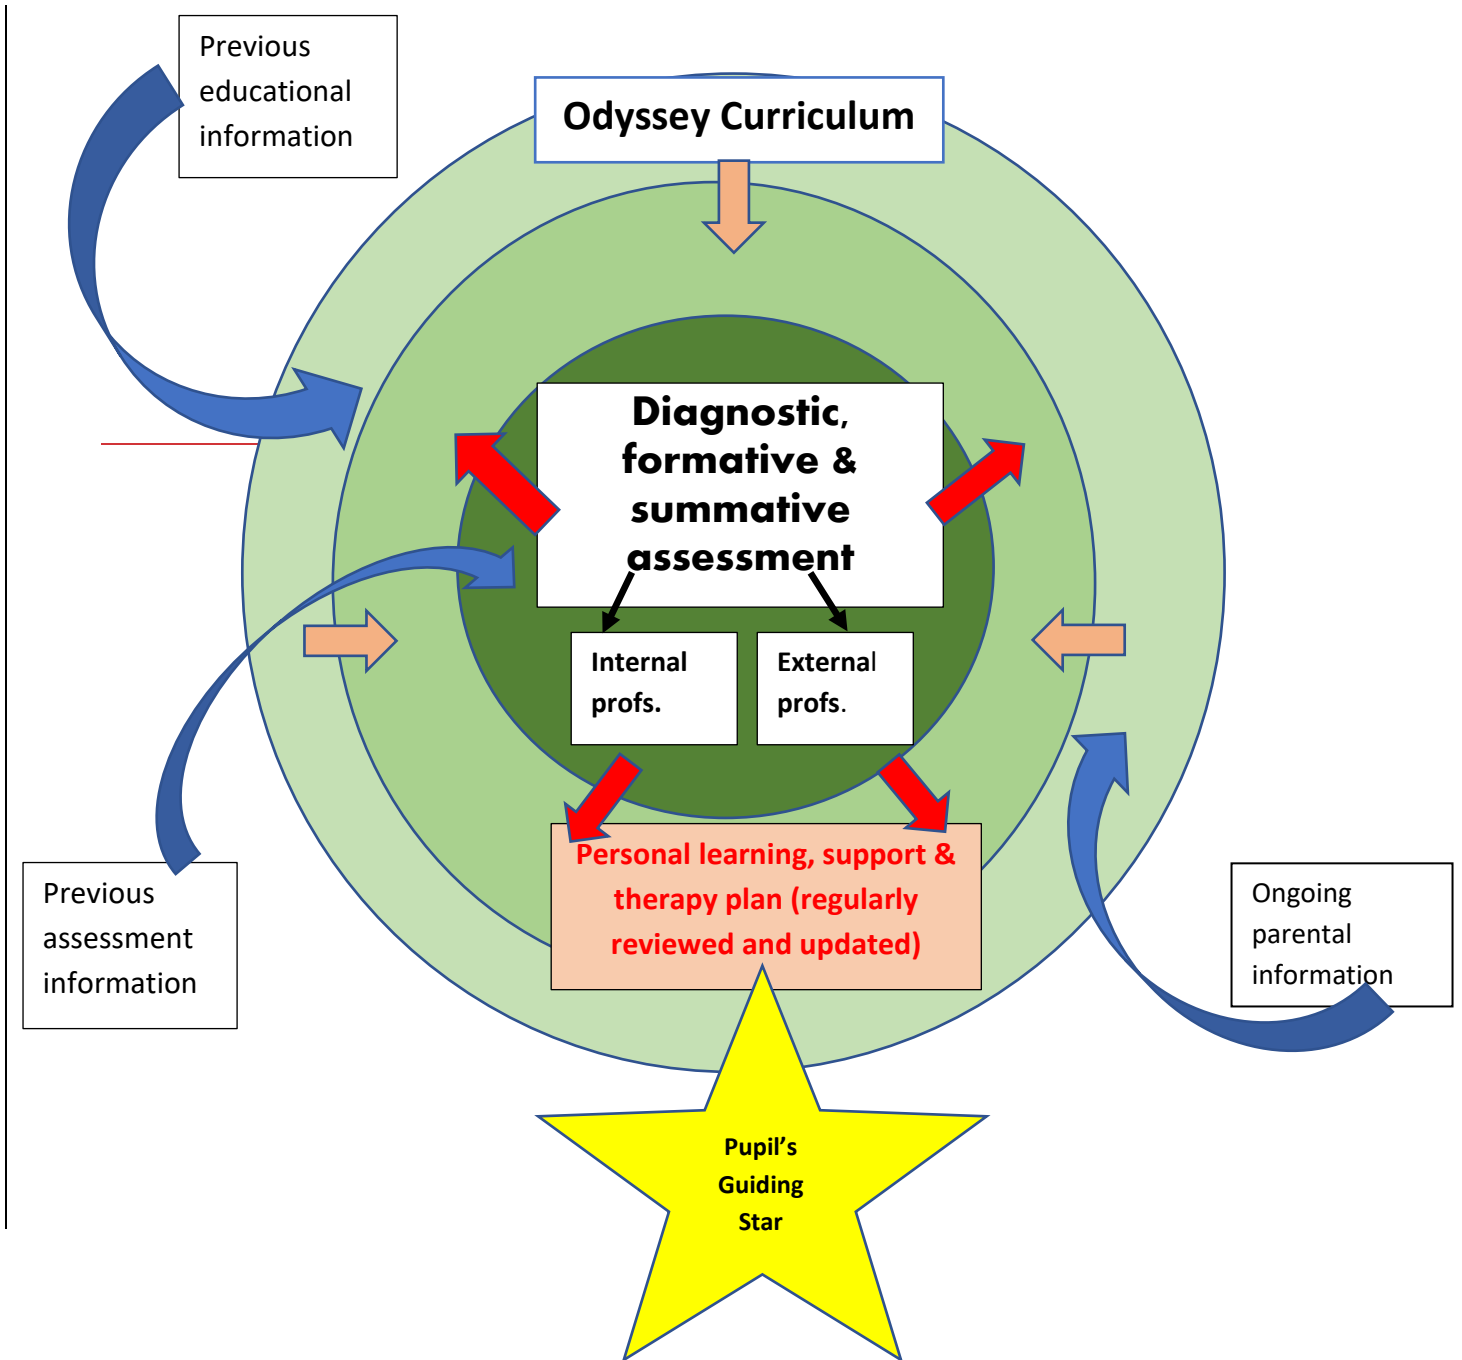 Previous
educational
information
Odyssey Curriculum
Diagnostic,
formative &
summative
assessment
Internal
profs.
External
profs.
Personal learning, support &
therapy plan (regularly
reviewed and updated)
Previous
assessment
information
Ongoing
parental
information
Pupil’s
Guiding
Star